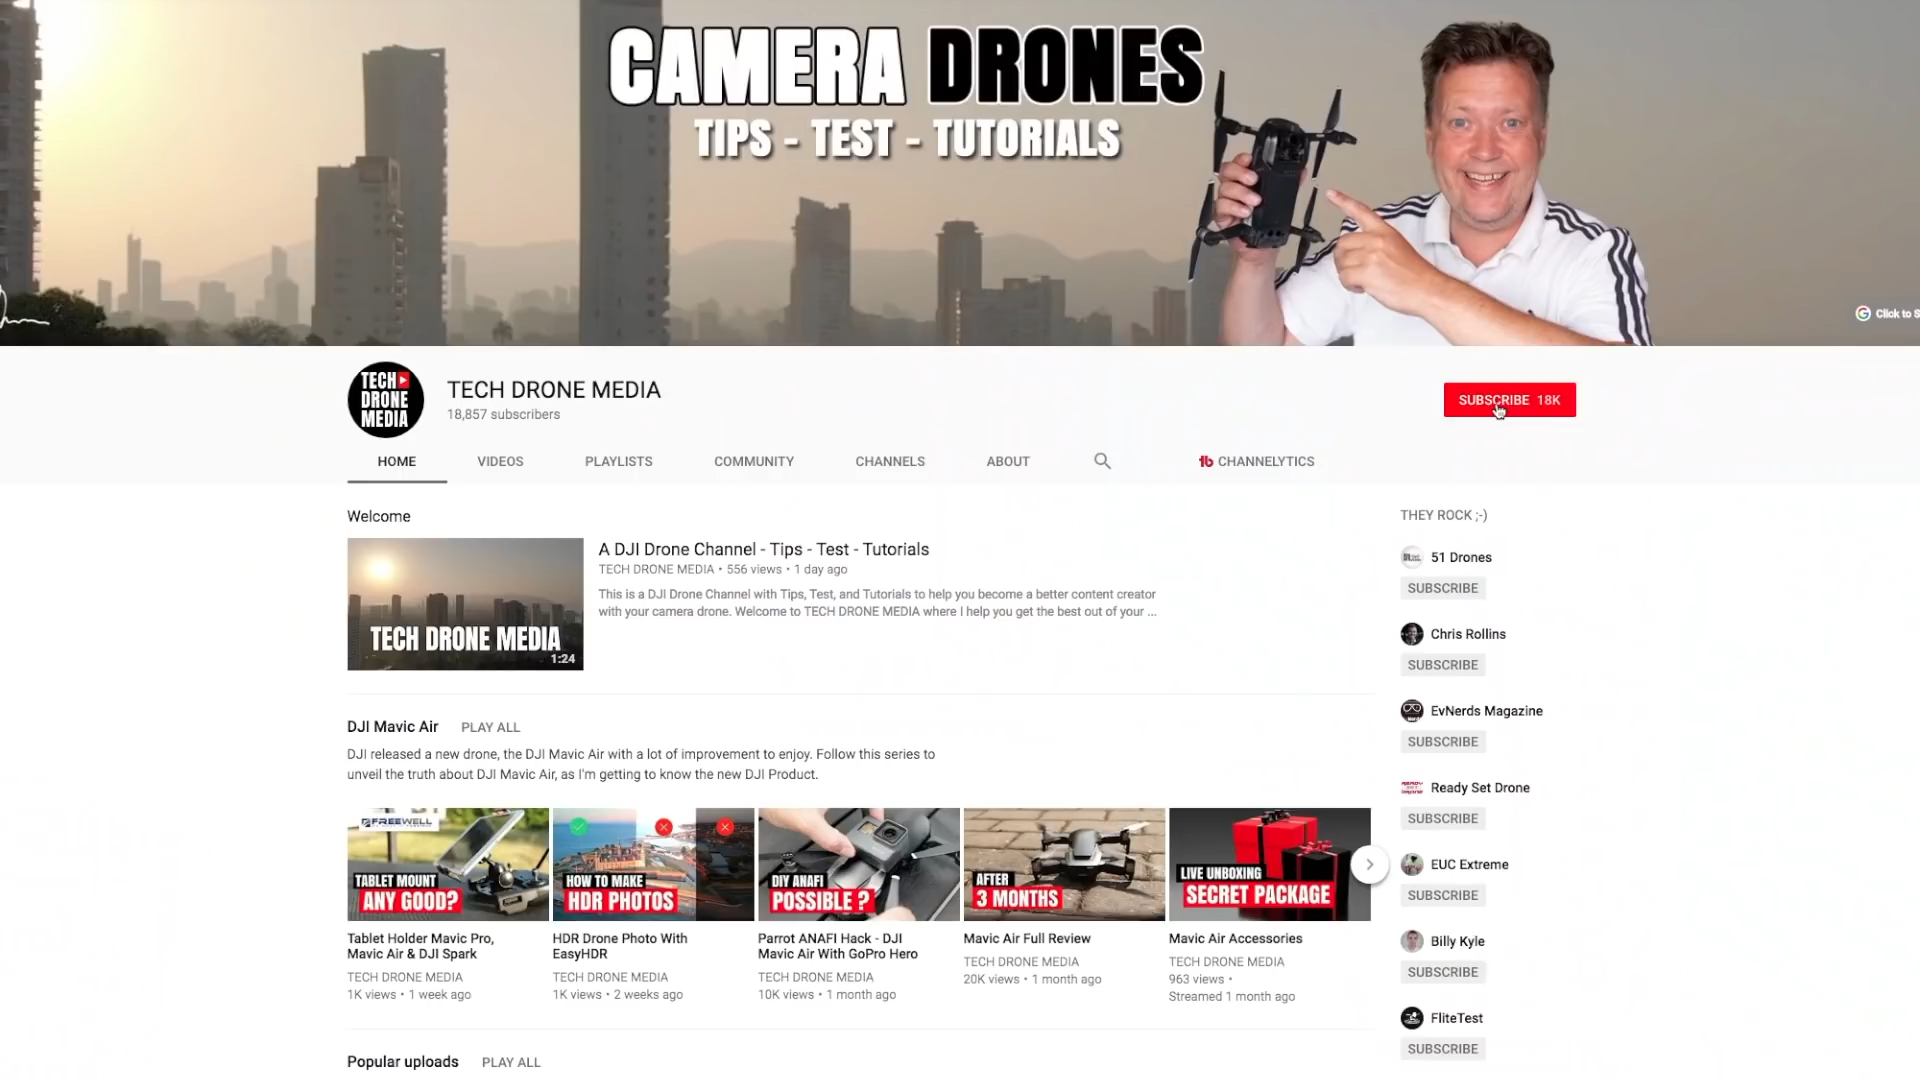 CAMERA DRONES
TIPS - TEST - TUTORIALS
Click to S
TECH
DRONE
MEDIA
TECH DRONE MEDIA
18,857 subscribers
SUBSCRIBE 18K
HOME VIDEOS PLAYLISTS COMMUNITY CHANNELS ABOUT CHANNELYTICS
Welcome
TECH DRONE MEDIA
1:24
A DJI Drone Channel - Tips - Test - Tutorials
TECH DRONE MEDIA • 556 views • 1 day ago
This is a DJI Drone Channel with Tips, Test, and Tutorials to help you become a better content creator
with your camera drone. Welcome to TECH DRONE MEDIA where I help you get the best out of your ...
DJI Mavic Air PLAY ALL
DJI released a new drone, the DJI Mavic Air with a lot of improvement to enjoy. Follow this series to
unveil the truth about DJI Mavic Air, as I'm getting to know the new DJI Product.
FREEWELL
TABLET MOUNT
ANY GOOD?
Tablet Holder Mavic Pro,
Mavic Air & DJI Spark
TECH DRONE MEDIA
1K views • 1 week ago
HOW TO MAKE
HDR PHOTOS
HDR Drone Photo With
EasyHDR
TECH DRONE MEDIA
1K views • 2 weeks ago
DIY ANAFI
POSSIBLE ?
Parrot ANAFI Hack - DJI
Mavic Air With GoPro Hero
TECH DRONE MEDIA
10K views • 1 month ago
AFTER
3 MONTHS
Mavic Air Full Review
TECH DRONE MEDIA
20K views • 1 month ago
LIVE UNBOXING
SECRET PACKAGE
Mavic Air Accessories
TECH DRONE MEDIA
963 views •
Streamed 1 month ago
Popular uploads PLAY ALL
THEY ROCK ;-)
51 Drones
SUBSCRIBE
Chris Rollins
SUBSCRIBE
EvNerds Magazine
SUBSCRIBE
Ready Set Drone
SUBSCRIBE
EUC Extreme
SUBSCRIBE
Billy Kyle
SUBSCRIBE
FliteTest
SUBSCRIBE